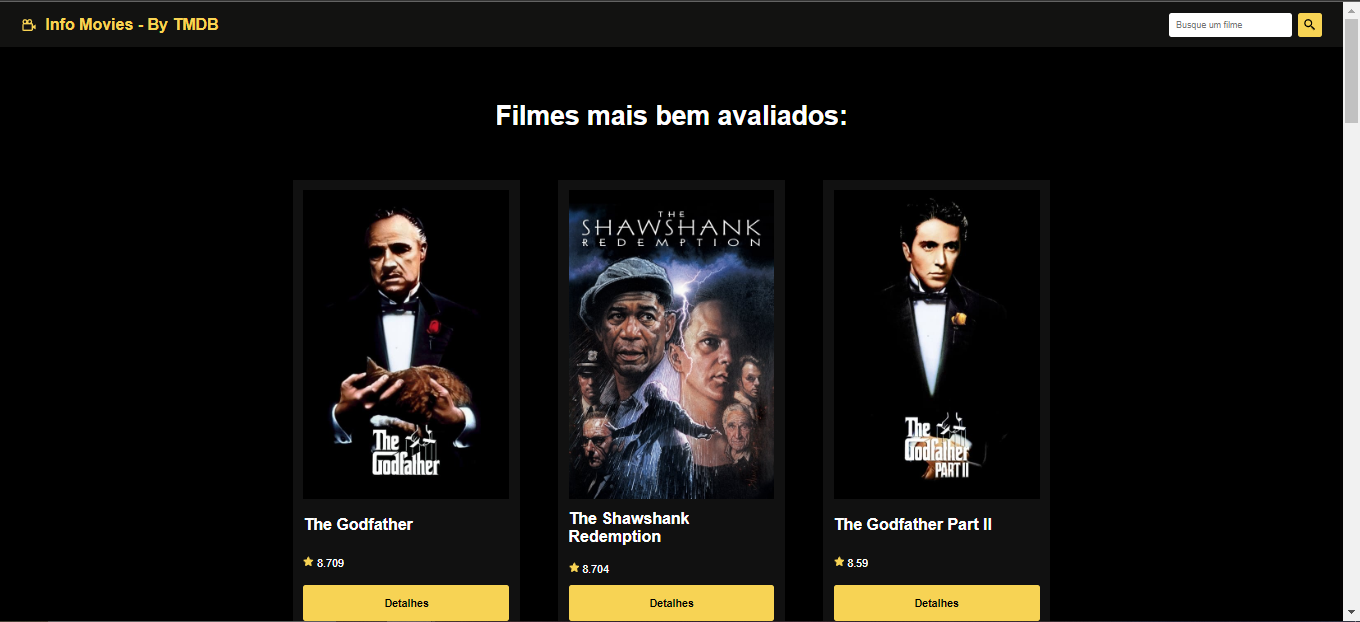 Info Movies - By TMDB
Busque um filme
Filmes mais bem avaliados:
The
Godfather
THE
SHAWSHANK
REDEMPTION
The
Godfather
PART II
The Godfather
The Shawshank
Redemption
The Godfather Part II
8.709
8.704
8.59
Detalhes
Detalhes
Detalhes